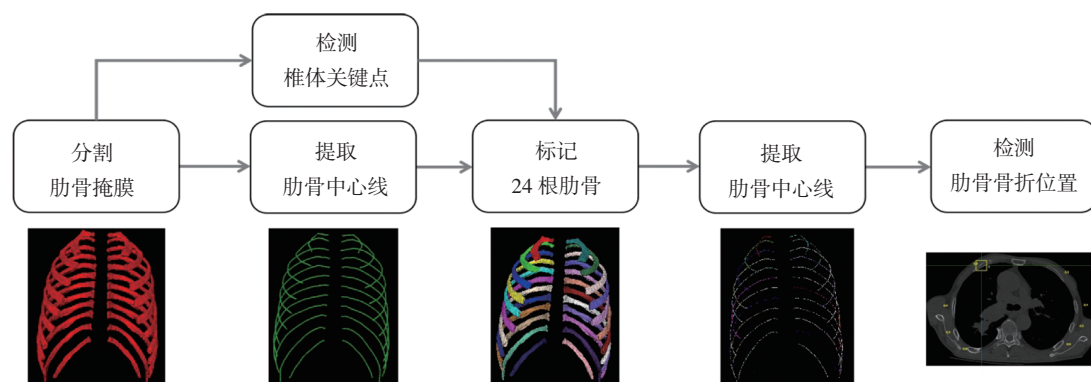 检测
椎体关键点
分割
肋骨掩膜
提取
肋骨中心线
标记
24 根肋骨
提取
肋骨中心线
检测
肋骨骨折位置